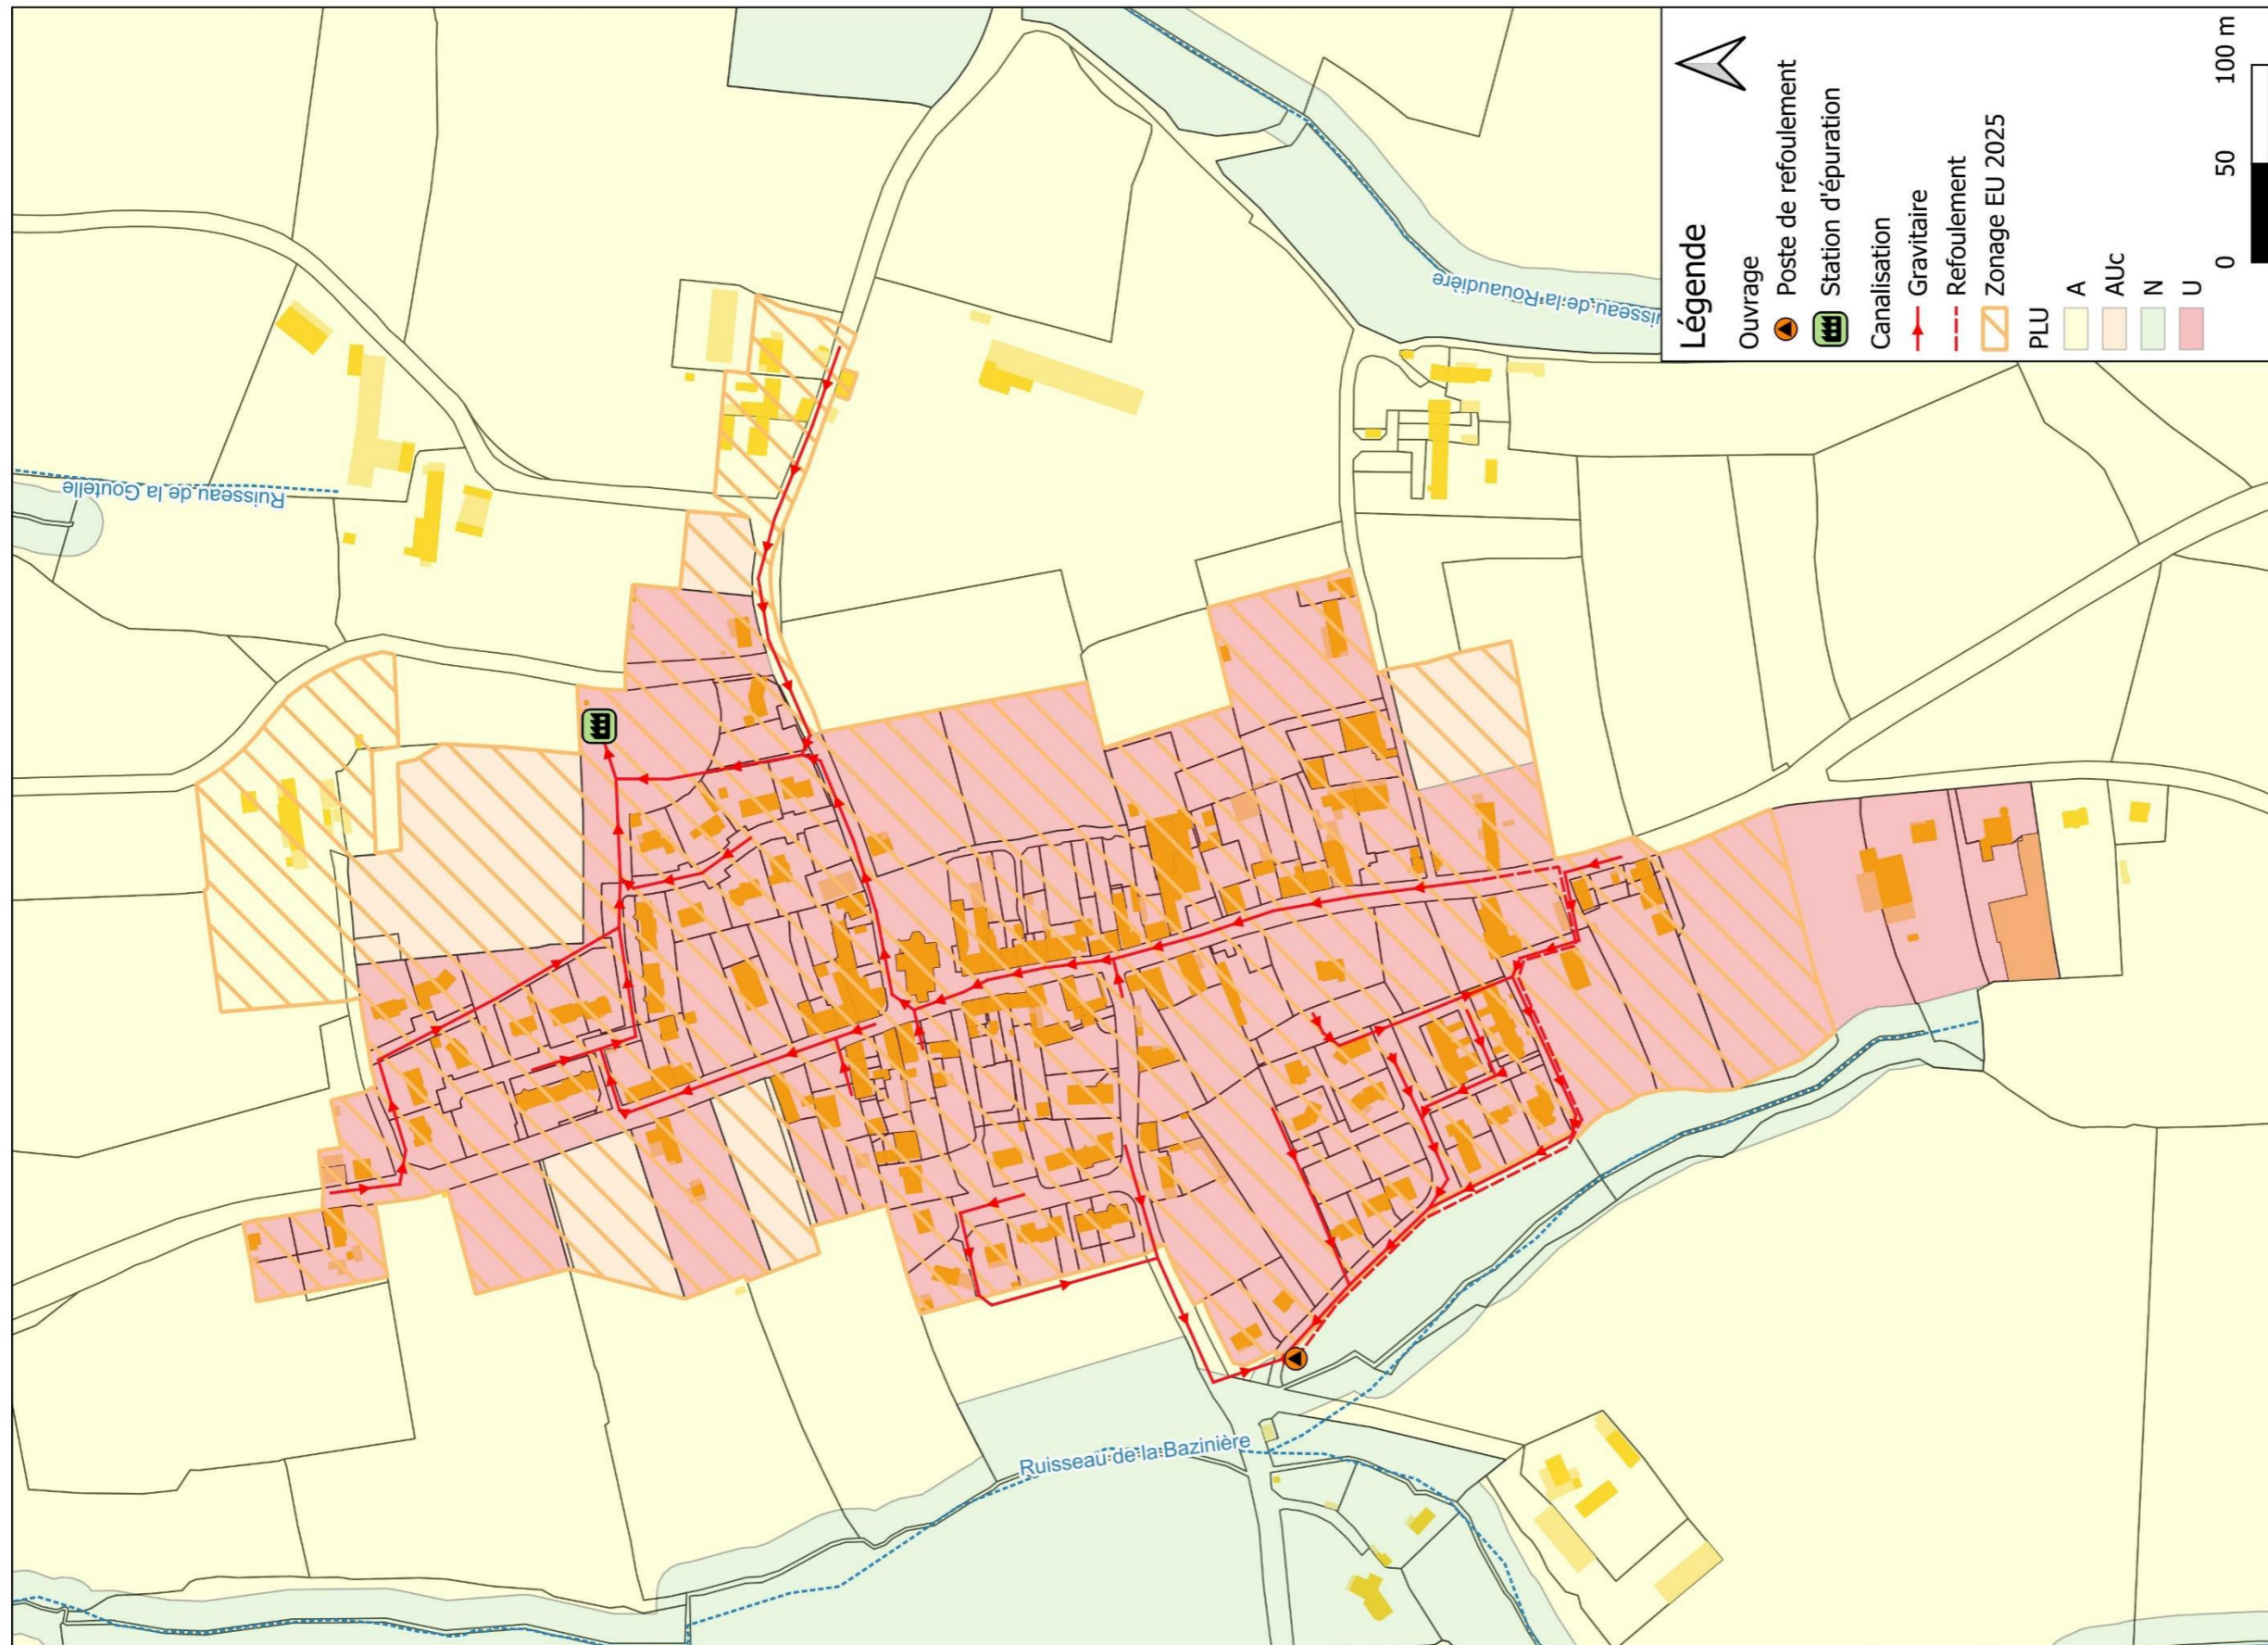 Légende
Ouvrage
Poste de refoulement
Station d'épuration
Canalisation
Gravitaire
Refoulement
Zonage EU 2025
PLU
A
AUc
N
U
0 50 100 m
Ruisseau de la Goutelle
uisseau de la Rouaudière
Ruisseau de la Bazinière